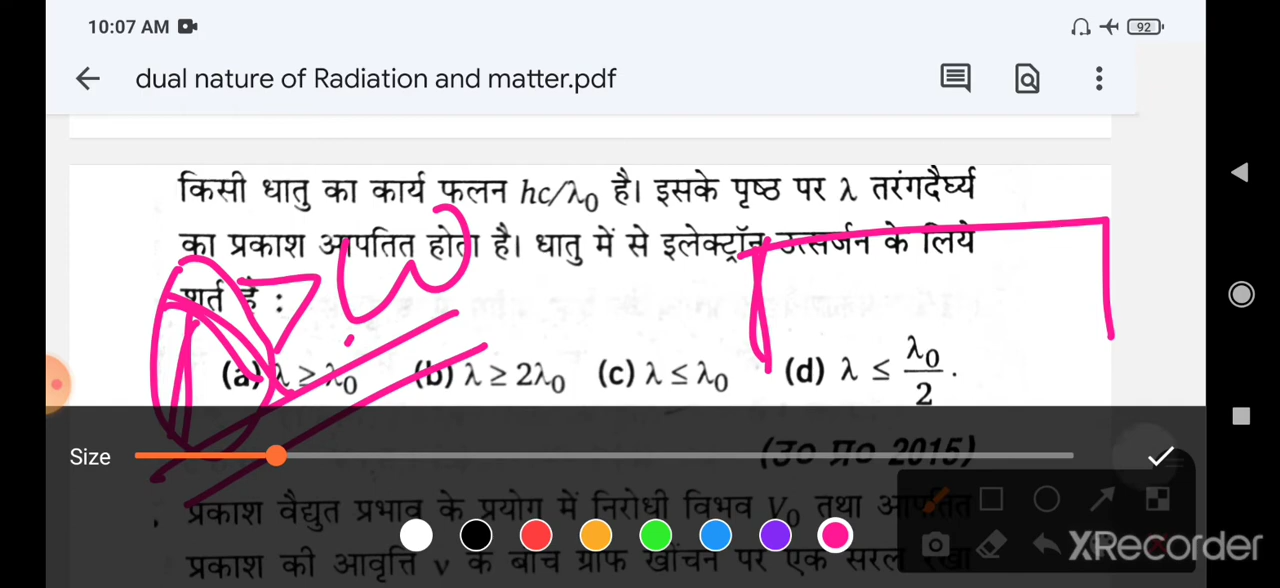 10:07 AM
92
dual nature of Radiation and matter.pdf
किसी धातु का कार्य फलन hc/λ₀ है। इसके पृष्ठ पर λ तरंगदैर्घ्य
का प्रकाश आपतित होता है। धातु में से इलेक्ट्रॉन उत्सर्जन के लिये
शर्त है :
(a) λ ≥ λ₀ (b) λ ≥ 2λ₀ (c) λ ≤ λ₀ (d) λ ≤ λ₀/2.
Size
(उ० प्र० 2015)
प्रकाश वैद्युत प्रभाव के प्रयोग में निरोधी विभव V₀ तथा आपतित
प्रकाश की आवृत्ति ν के बीच ग्राफ खींचने पर एक सरल रेखा
XRecorder